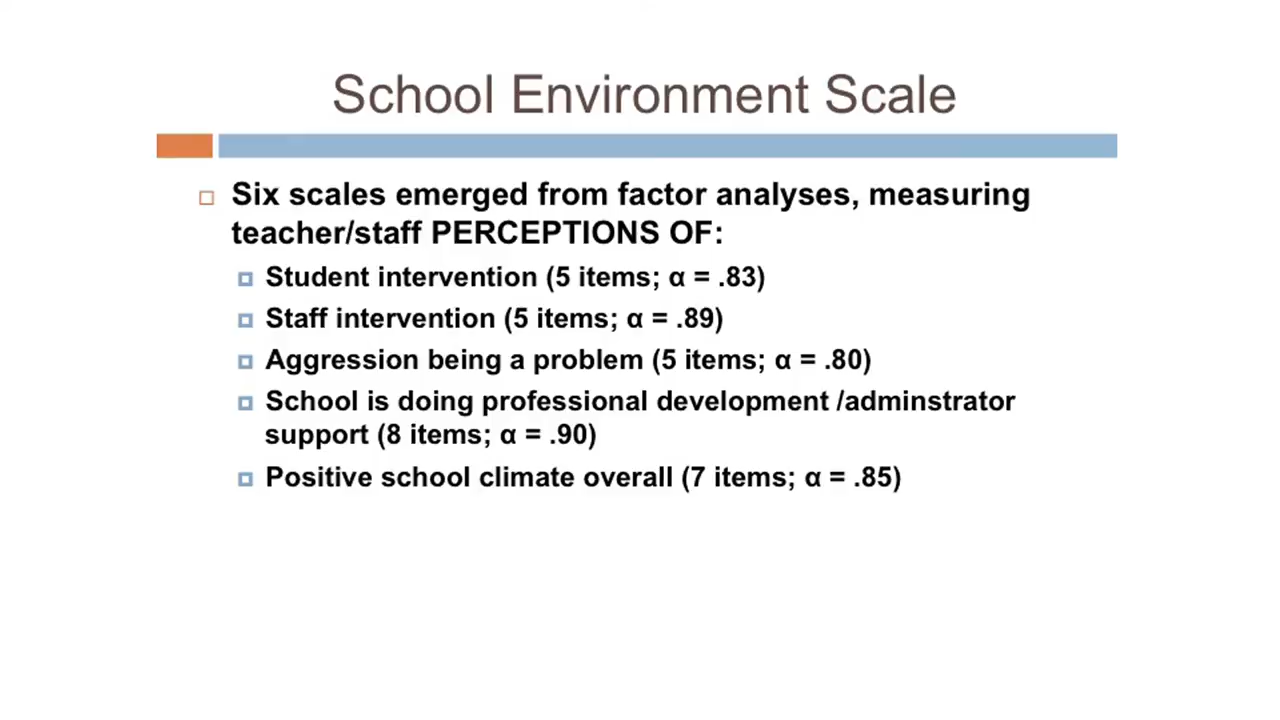 School Environment Scale
Six scales emerged from factor analyses, measuring
teacher/staff PERCEPTIONS OF:
Student intervention (5 items; α = .83)
Staff intervention (5 items; α = .89)
Aggression being a problem (5 items; α = .80)
School is doing professional development /adminstrator
support (8 items; α = .90)
Positive school climate overall (7 items; α = .85)